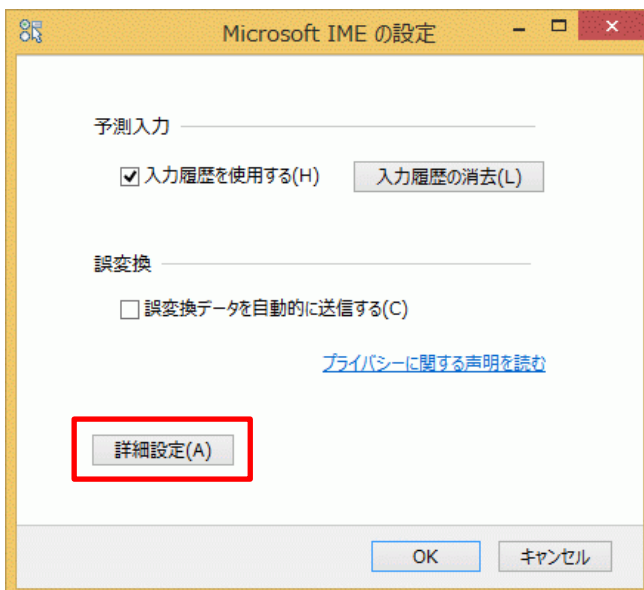 Microsoft IME の設定
予測入力
入力履歴を使用する(H) 入力履歴の消去(L)
誤変換
誤変換データを自動的に送信する(C)
プライバシーに関する声明を読む
詳細設定(A)
OK キャンセル